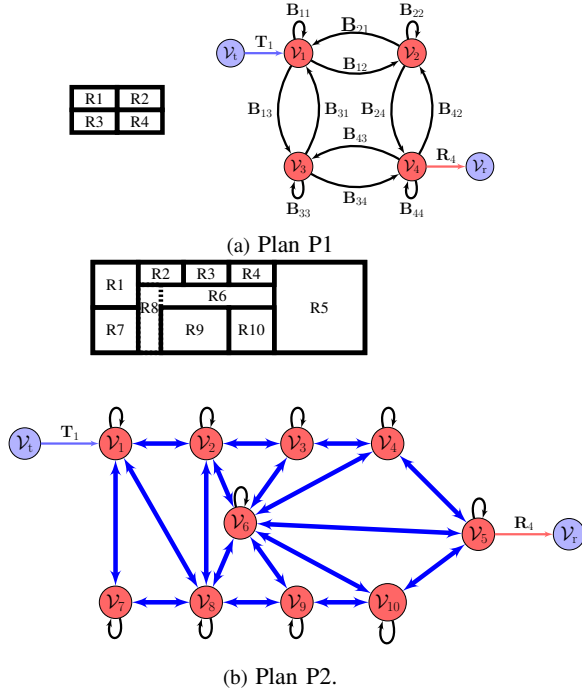 B₁₁
B₂₂
B₂₁
T₁
𝒱ₜ
𝒱₁
𝒱₂
B₁₂
R1 R2
R3 R4
B₁₃
B₃₁
B₂₄
B₄₂
B₄₃
R₄
𝒱₃
𝒱₄
𝒱ᵣ
B₃₄
B₃₃
B₄₄
(a) Plan P1
R1
R2
R3
R4
R8
R6
R5
R7
R9
R10
T₁
𝒱ₜ
𝒱₁
𝒱₂
𝒱₃
𝒱₄
𝒱₆
𝒱₅
R₄
𝒱ᵣ
𝒱₇
𝒱₈
𝒱₉
𝒱₁₀
(b) Plan P2.